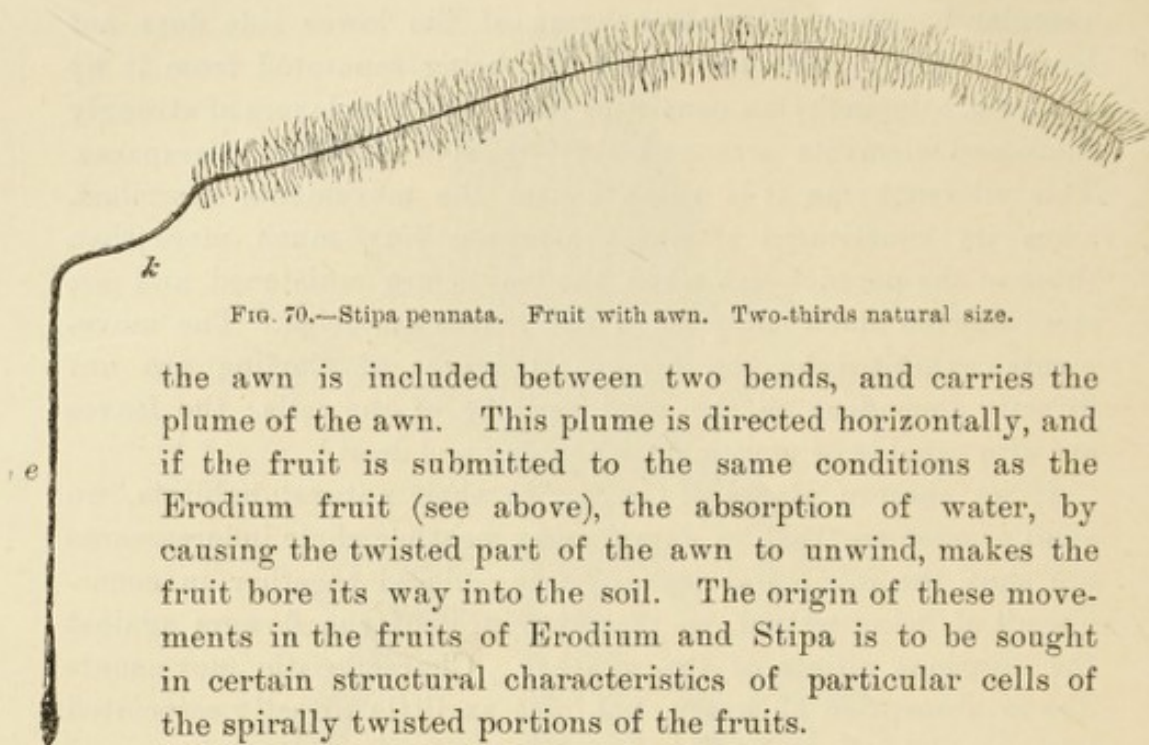 k
FIG. 70.—Stipa pennata. Fruit with awn. Two-thirds natural size.
the awn is included between two bends, and carries the
plume of the awn. This plume is directed horizontally, and
if the fruit is submitted to the same conditions as the
e
Erodium fruit (see above), the absorption of water, by
causing the twisted part of the awn to unwind, makes the
fruit bore its way into the soil. The origin of these move-
ments in the fruits of Erodium and Stipa is to be sought
in certain structural characteristics of particular cells of
the spirally twisted portions of the fruits.